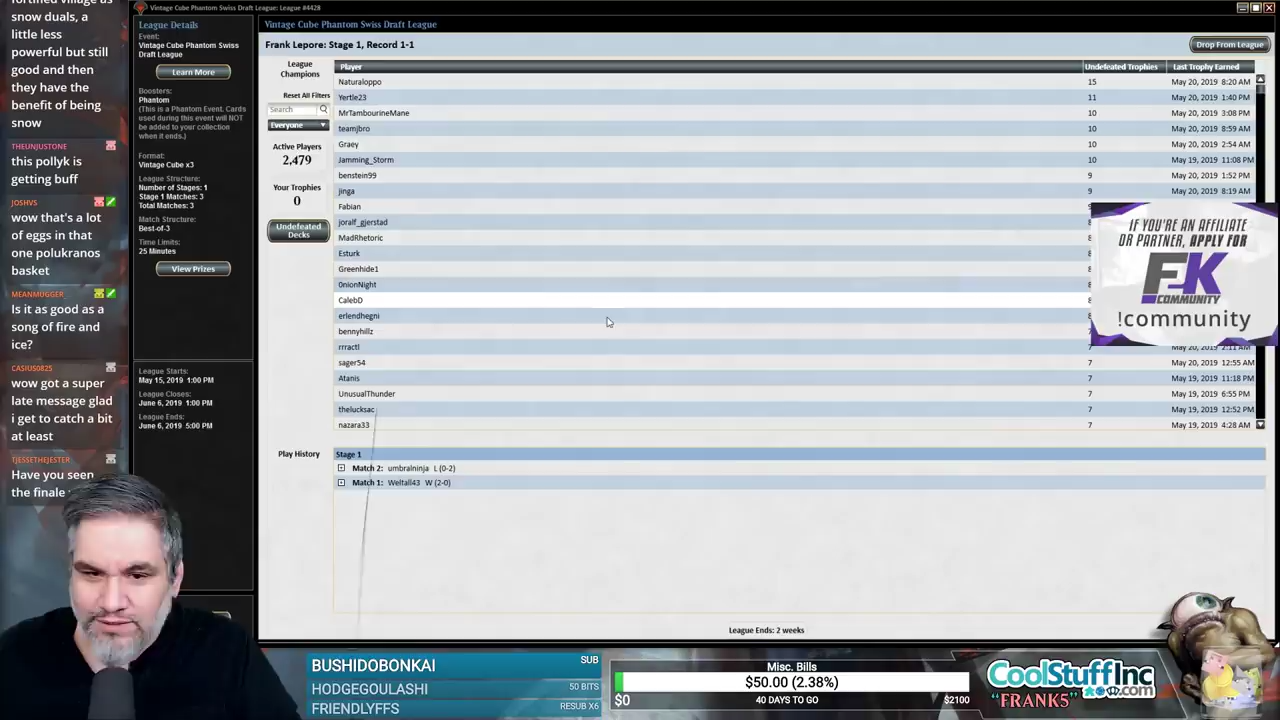 Vintage Cube Phantom Swiss Draft League: League #4428
League Details
Event:
Vintage Cube Phantom Swiss
Draft League
Learn More
Boosters:
Phantom
(This is a Phantom Event. Cards
used during this event will NOT
be added to your collection
when it ends.)
Format:
Vintage Cube x3
League Structure:
Number of Stages: 1
Stage 1 Matches: 3
Total Matches: 3
Match Structure:
Best-of-3
Time Limits:
25 Minutes
View Prizes
League Starts:
May 15, 2019 1:00 PM
League Closes:
June 6, 2019 1:00 PM
League Ends:
June 6, 2019 5:00 PM
snow duals, a
little less
powerful but still
good and then
they have the
benefit of being
snow
THEUNJUSTONE
this pollyk is
getting buff
JOSHVS
wow that's a lot
of eggs in that
one polukranos
basket
MEANMUGGER
Is it as good as a
song of fire and
ice?
CASIUS0825
wow got a super
late message glad
i get to catch a bit
at least
TJESSETHEJESTER
Have you seen
the finale
Vintage Cube Phantom Swiss Draft League
Frank Lepore: Stage 1, Record 1-1
Drop From League
League
Champions
Reset All Filters
Search
Everyone
Active Players
2,479
Your Trophies
0
Undefeated
Decks
Player Undefeated Trophies Last Trophy Earned
Naturaloppo 15 May 20, 2019 8:20 AM
Yertle23 11 May 20, 2019 1:40 PM
MrTambourineMane 10 May 20, 2019 3:08 PM
teamjbro 10 May 20, 2019 8:59 AM
Graey 10 May 20, 2019 2:54 AM
Jamming_Storm 10 May 19, 2019 11:08 PM
benstein99 9 May 20, 2019 1:52 PM
jinga 9 May 20, 2019 8:19 AM
Fabian
joralf_gjerstad
MadRhetoric
Esturk
Greenhide1
0nionNight
CalebD
erlendhegni
bennyhillz
rrractl May 20, 2019 2:11 AM
sager54 7 May 20, 2019 12:55 AM
Atanis 7 May 19, 2019 11:18 PM
UnusualThunder 7 May 19, 2019 6:55 PM
thelucksac 7 May 19, 2019 12:52 PM
nazara33 7 May 19, 2019 4:28 AM
Play History
Stage 1
Match 2: umbralninja L (0-2)
Match 1: Weltall43 W (2-0)
League Ends: 2 weeks
IF YOU'RE AN AFFILIATE
OR PARTNER, APPLY FOR
COMMUNITY
!community
BUSHIDOBONKAI SUB
HODGEGOULASHI 50 BITS
FRIENDLYFFS RESUB X6
Misc. Bills
$50.00 (2.38%)
$0 40 DAYS TO GO $2100
CoolStuffInc
.com
"FRANK5"